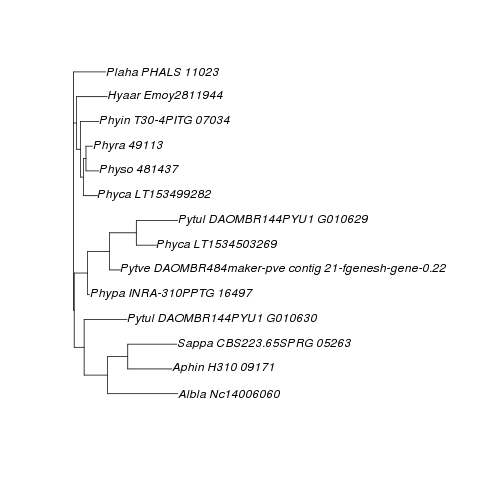 Plaha PHALS 11023
Hyaar Emoy2811944
Phyin T30-4PITG 07034
Phyra 49113
Physo 481437
Phyca LT153499282
Pytul DAOMBR144PYU1 G010629
Phyca LT1534503269
Pytve DAOMBR484maker-pve contig 21-fgenesh-gene-0.22
Phypa INRA-310PPTG 16497
Pytul DAOMBR144PYU1 G010630
Sappa CBS223.65SPRG 05263
Aphin H310 09171
Albla Nc14006060